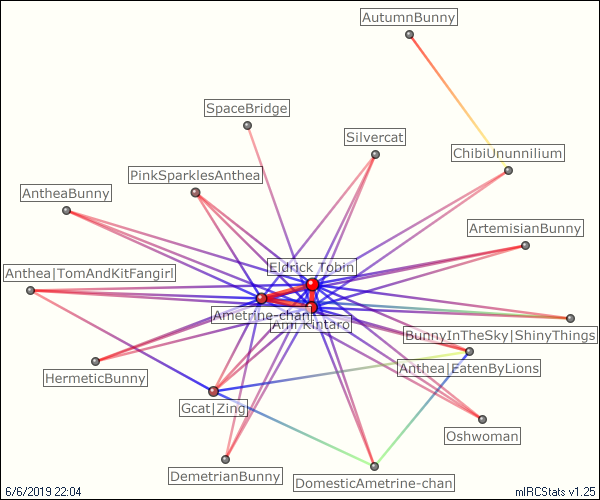 AutumnBunny
SpaceBridge
Silvercat
ChibiUnunnilium
PinkSparklesAnthea
AntheaBunny
ArtemisianBunny
Eldrick Tobin
Anthea|TomAndKitFangirl
Ametrine-chan
Ann Kintaro
BunnyInTheSky|ShinyThings
Anthea|EatenByLions
HermeticBunny
Gcat|Zing
Oshwoman
DemetrianBunny
DomesticAmetrine-chan
6/6/2019 22:04
mIRCStats v1.25